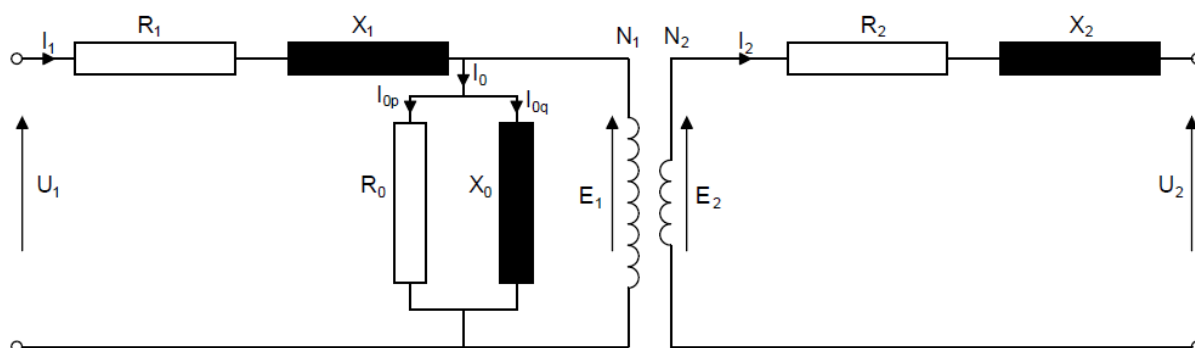 R₁ X₁ N₁ N₂ R₂ X₂
I₁ I₂
I₀
I₀ₚ I₀q
U₁ R₀ X₀ E₁ E₂ U₂